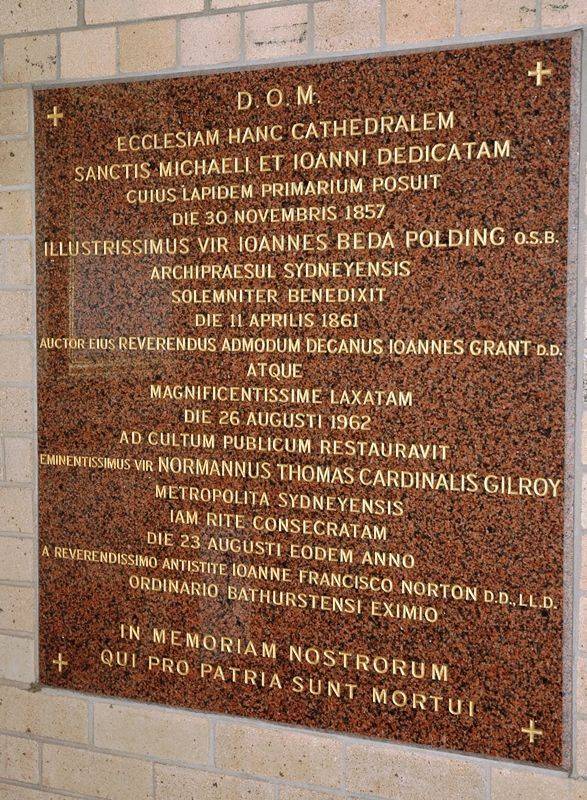 D. O. M.
ECCLESIAM HANC CATHEDRALEM
SANCTIS MICHAELI ET IOANNI DEDICATAM
CUIUS LAPIDEM PRIMARIUM POSUIT
DIE 30 NOVEMBRIS 1857
ILLUSTRISSIMUS VIR IOANNES BEDA POLDING O.S.B.
ARCHIPRAESUL SYDNEYENSIS
SOLEMNITER BENEDIXIT
DIE 11 APRILIS 1861
AUCTOR EIUS REVERENDUS ADMODUM DECANUS IOANNES GRANT D.D.
ATQUE
MAGNIFICENTISSIME LAXATAM
DIE 26 AUGUSTI 1962
AD CULTUM PUBLICUM RESTAURAVIT
EMINENTISSIMUS VIR NORMANNUS THOMAS CARDINALIS GILROY
METROPOLITA SYDNEYENSIS
IAM RITE CONSECRATAM
DIE 23 AUGUSTI EODEM ANNO
A REVERENDISSIMO ANTISTITE IOANNE FRANCISCO NORTON D.D., LL.D.
ORDINARIO BATHURSTENSI EXIMIO
IN MEMORIAM NOSTRORUM
QUI PRO PATRIA SUNT MORTUI